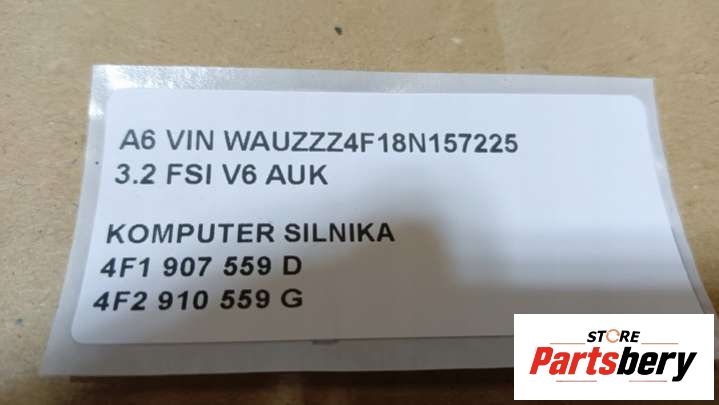 A6 VIN WAUZZZ4F18N157225
3.2 FSI V6 AUK
KOMPUTER SILNIKA
4F1 907 559 D
4F2 910 559 G
STORE
Partsbery